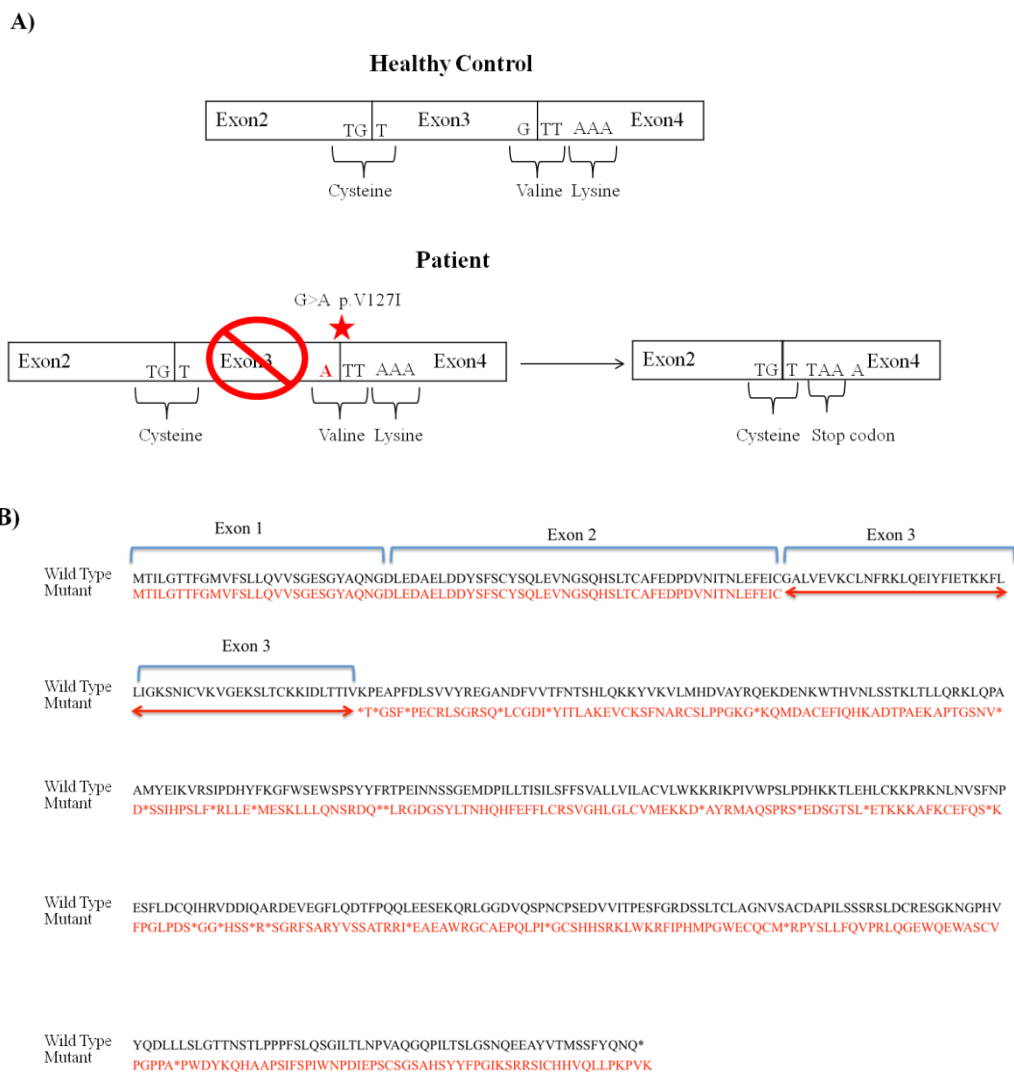 A)
Healthy Control
Exon2 TG T Exon3 G TT AAA Exon4
Cysteine Valine Lysine
Patient
G>A p.V127I
Exon2 TG T Exon3 A TT AAA Exon4 Exon2 TG T TAA A Exon4
Cysteine Valine Lysine Cysteine Stop codon
B)
Exon 1 Exon 2 Exon 3
Wild Type MTILGTTFGMVFSLLQVVSGESGYAQNGDLEDAELDDYSFSCYSQLEVNGSQHSLTCAFEDPDVNITNLEFEICGALVEVKCLNFRKLQEIYFIETKKFL
Mutant MTILGTTFGMVFSLLQVVSGESGYAQNGDLEDAELDDYSFSCYSQLEVNGSQHSLTCAFEDPDVNITNLEFEIC
Exon 3
Wild Type LIGKSNICVKVGEKSLTCKKIDLTTIVKPEAPFDLSVVYREGANDFVVTFNTSHLQKKYVKVLMHDVAYRQEKDENKWTHVNLSSTKLTLLQRKLQPA
Mutant *T*GSF*PECRLSGRSQ*LCGDI*YITLAKEVCKSFNARCSLPPGKG*KQMDACEFIQHKADTPAEKAPTGSNV*
Wild Type AMYEIKVRSIPDHYFKGFWSEWSPSYYFRTPEINNSSGEMDPILLTISILSFFSVALLVILACVLWKKRIKPIVWPSLPDHKKTLEHLCKKPRKNLNVSFNP
Mutant D*SSIHPSLF*RLLE*MESKLLLQNSRDQ**LRGDGSYLTNHQHFEFFLCRSVGHLGLCVMEKKD*AYRMAQSPRS*EDSGTSL*ETKKKAFKCEFQS*K
Wild Type ESFLDCQIHRVDDIQARDEVEGFLQDTFPQQLEESEKQRLGGDVQSPNCPSEDVVITPESFGRDSSLTCLAGNVSACDAPILSSSRSLDCRESGKNGPHV
Mutant FPGLPDS*GG*HSS*R*SGRFSARYVSSATRRI*EAEAWRGCAEPQLPI*GCSHHSRKLWKRFIPHMPGWECQCM*RPYSLLFQVPRLQGEWQEWASCV
Wild Type YQDLLLSLGTTNSTLPPPFSLQSGILTLNPVAQGQPILTSLGSNQEEAYVTMSSFYQNQ*
Mutant PGPPA*PWDYKQHAAPSIFSPIWNPDIEPSCSGSAHSYYFPGIKSRRSICHHVQLLPKPVK